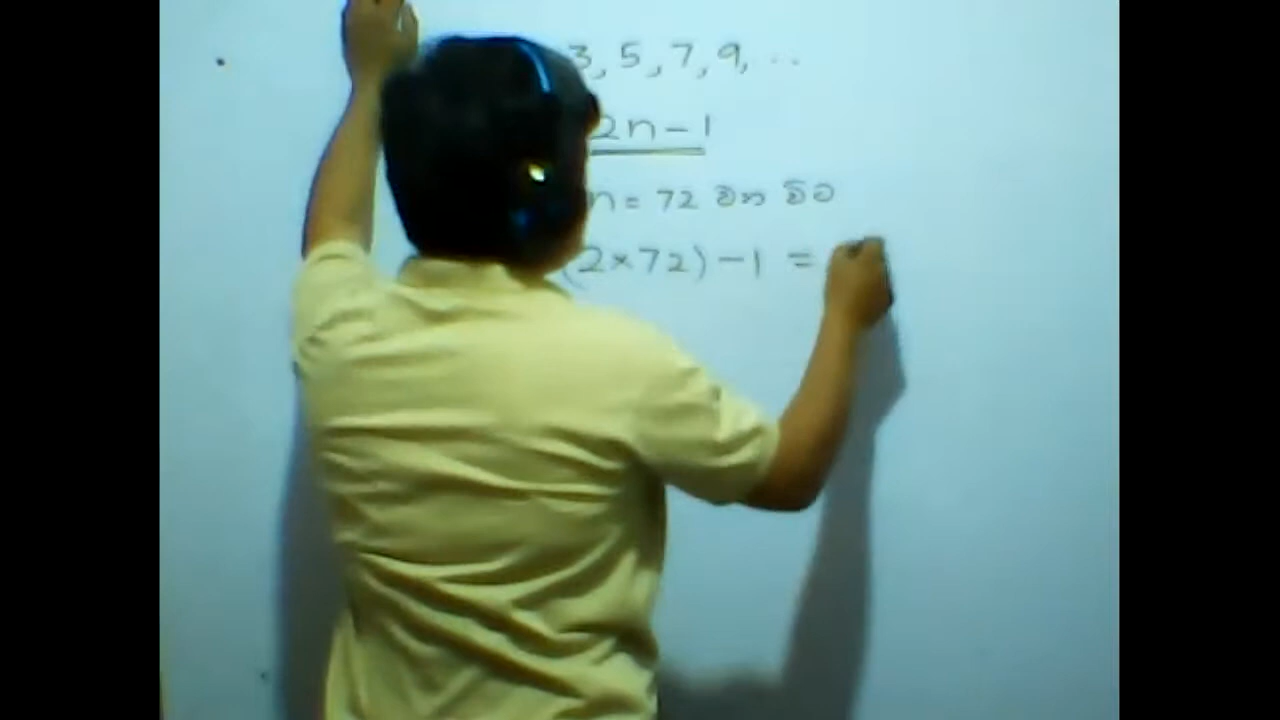 3, 5, 7, 9, ..
2n - 1
n = 72 වන විට
(2×72) - 1 =